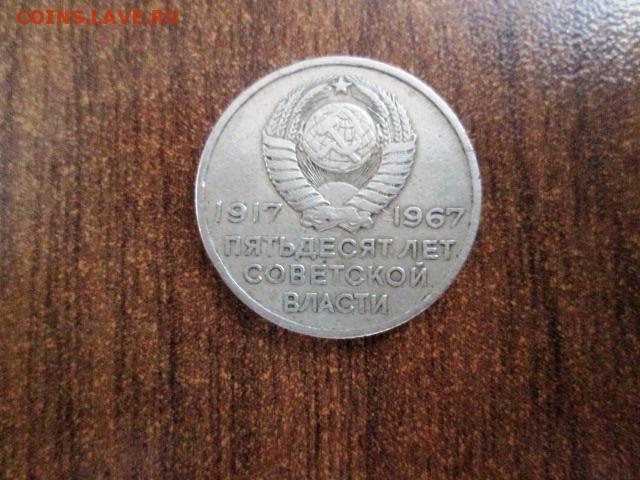 COINS.LAVE.RU
1917 1967
ПЯТЬДЕСЯТ ЛЕТ
СОВЕТСКОЙ
ВЛАСТИ